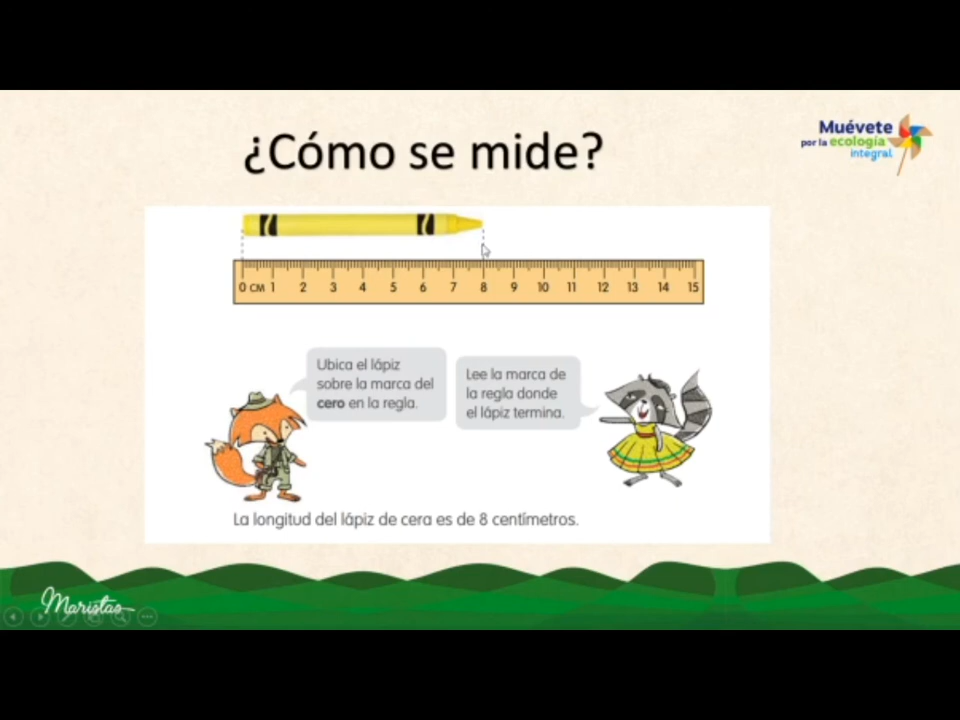 ¿Cómo se mide?
Muévete
por la ecología
integral
0 CM 1 2 3 4 5 6 7 8 9 10 11 12 13 14 15
Ubica el lápiz
sobre la marca del
cero en la regla.
Lee la marca de
la regla donde
el lápiz termina.
La longitud del lápiz de cera es de 8 centímetros.
Maristas